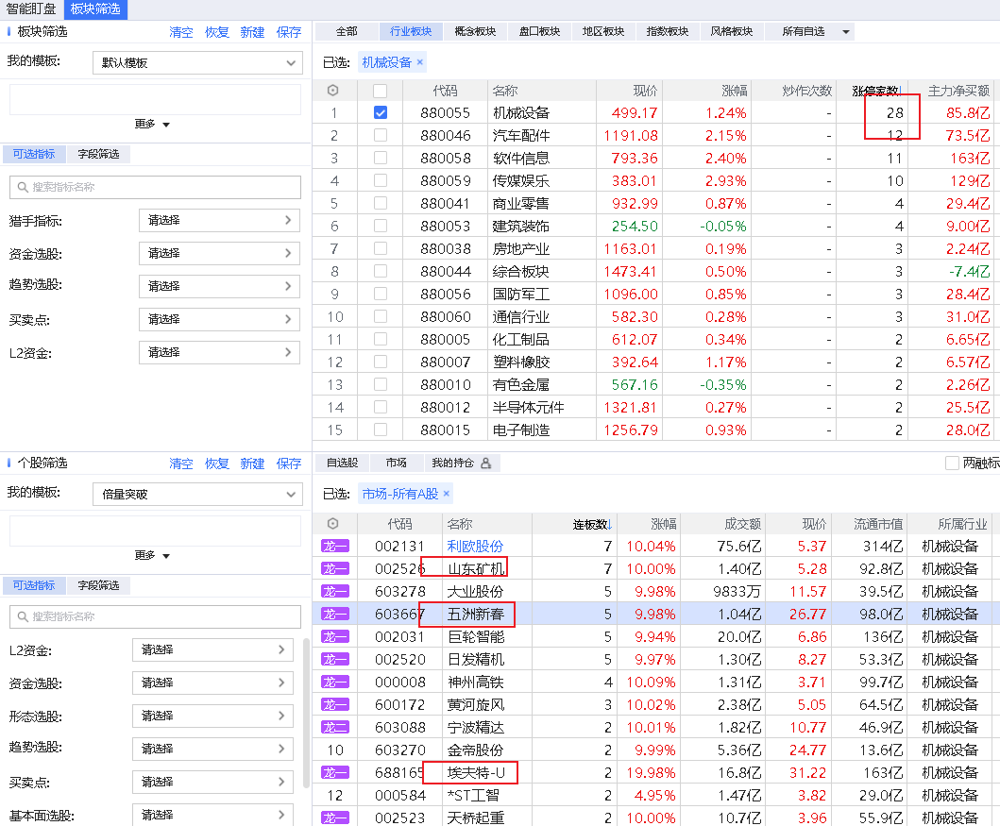 智能盯盘 板块筛选
板块筛选 清空 恢复 新建 保存
我的模板: 默认模板
更多
可选指标 字段筛选
搜索指标名称
猎手指标: 请选择
资金选股: 请选择
趋势选股: 请选择
买卖点: 请选择
L2资金: 请选择
全部 行业板块 概念板块 盘口板块 地区板块 指数板块 风格板块 所有自选
已选: 机械设备 ×
代码 名称 现价 涨幅 炒作次数 涨停家数↓ 主力净买额
1 880055 机械设备 499.17 1.24% - 28 85.8亿
2 880046 汽车配件 1191.08 2.15% - 12 73.5亿
3 880058 软件信息 793.36 2.40% - 11 163亿
4 880059 传媒娱乐 383.01 2.93% - 10 129亿
5 880041 商业零售 932.99 0.87% - 4 29.4亿
6 880053 建筑装饰 254.50 -0.05% - 4 9.00亿
7 880038 房地产业 1163.01 0.19% - 3 2.24亿
8 880044 综合板块 1473.41 0.50% - 3 -7.4亿
9 880056 国防军工 1096.00 0.85% - 3 28.4亿
10 880060 通信行业 582.30 0.28% - 3 31.0亿
11 880005 化工制品 612.07 0.34% - 2 6.65亿
12 880007 塑料橡胶 392.64 1.17% - 2 6.57亿
13 880010 有色金属 567.16 -0.35% - 2 2.26亿
14 880012 半导体元件 1321.81 0.27% - 2 25.5亿
15 880015 电子制造 1256.79 0.93% - 2 28.0亿
个股筛选 清空 恢复 新建 保存
我的模板: 倍量突破
更多
可选指标 字段筛选
搜索指标名称
L2资金: 请选择
资金选股: 请选择
形态选股: 请选择
趋势选股: 请选择
买卖点: 请选择
基本面选股: 请选择
自选股 市场 我的持仓 两融标
已选: 市场-所有A股 ×
代码 名称 连板数↓ 涨幅 成交额 现价 流通市值 所属行业
龙一 002131 利欧股份 7 10.04% 75.6亿 5.37 314亿 机械设备
龙一 002526 山东矿机 7 10.00% 1.40亿 5.28 92.8亿 机械设备
龙一 603278 大业股份 5 9.98% 9833万 11.57 39.5亿 机械设备
龙一 603667 五洲新春 5 9.98% 1.04亿 26.77 98.0亿 机械设备
龙一 002031 巨轮智能 5 9.94% 20.0亿 6.86 136亿 机械设备
龙一 002520 日发精机 5 9.97% 1.30亿 8.27 53.3亿 机械设备
龙一 000008 神州高铁 4 10.09% 1.31亿 3.71 99.7亿 机械设备
龙一 600172 黄河旋风 3 10.02% 2.38亿 5.05 64.5亿 机械设备
龙二 603088 宁波精达 2 10.01% 1.82亿 10.77 46.9亿 机械设备
10 603270 金帝股份 2 9.99% 5.36亿 24.77 13.6亿 机械设备
龙一 688165 埃夫特-U 2 19.98% 16.8亿 31.22 163亿 机械设备
12 000584 *ST工智 2 4.95% 1.47亿 3.82 29.0亿 机械设备
龙一 002523 天桥起重 2 10.00% 10.7亿 3.96 55.9亿 机械设备